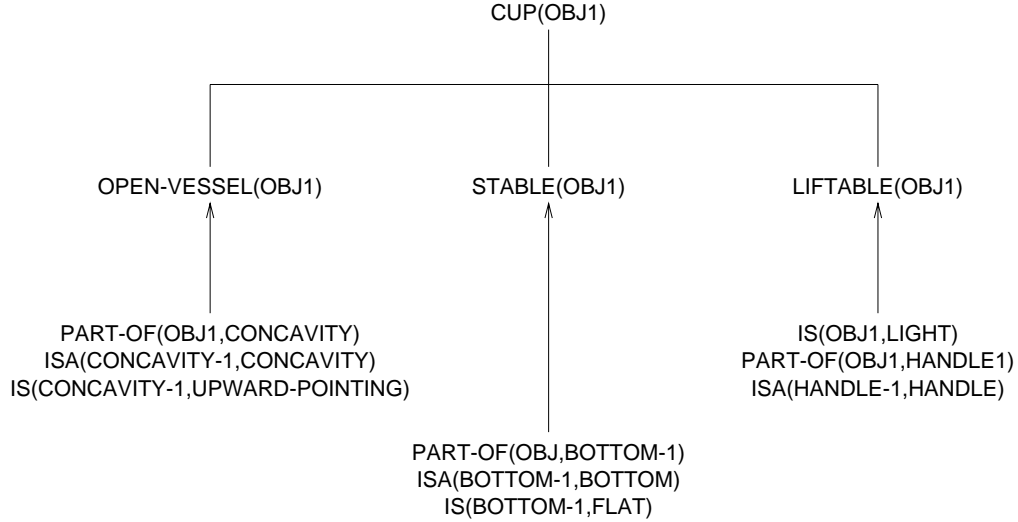 CUP(OBJ1)
OPEN-VESSEL(OBJ1)
STABLE(OBJ1)
LIFTABLE(OBJ1)
PART-OF(OBJ1,CONCAVITY)
ISA(CONCAVITY-1,CONCAVITY)
IS(CONCAVITY-1,UPWARD-POINTING)
IS(OBJ1,LIGHT)
PART-OF(OBJ1,HANDLE1)
ISA(HANDLE-1,HANDLE)
PART-OF(OBJ,BOTTOM-1)
ISA(BOTTOM-1,BOTTOM)
IS(BOTTOM-1,FLAT)